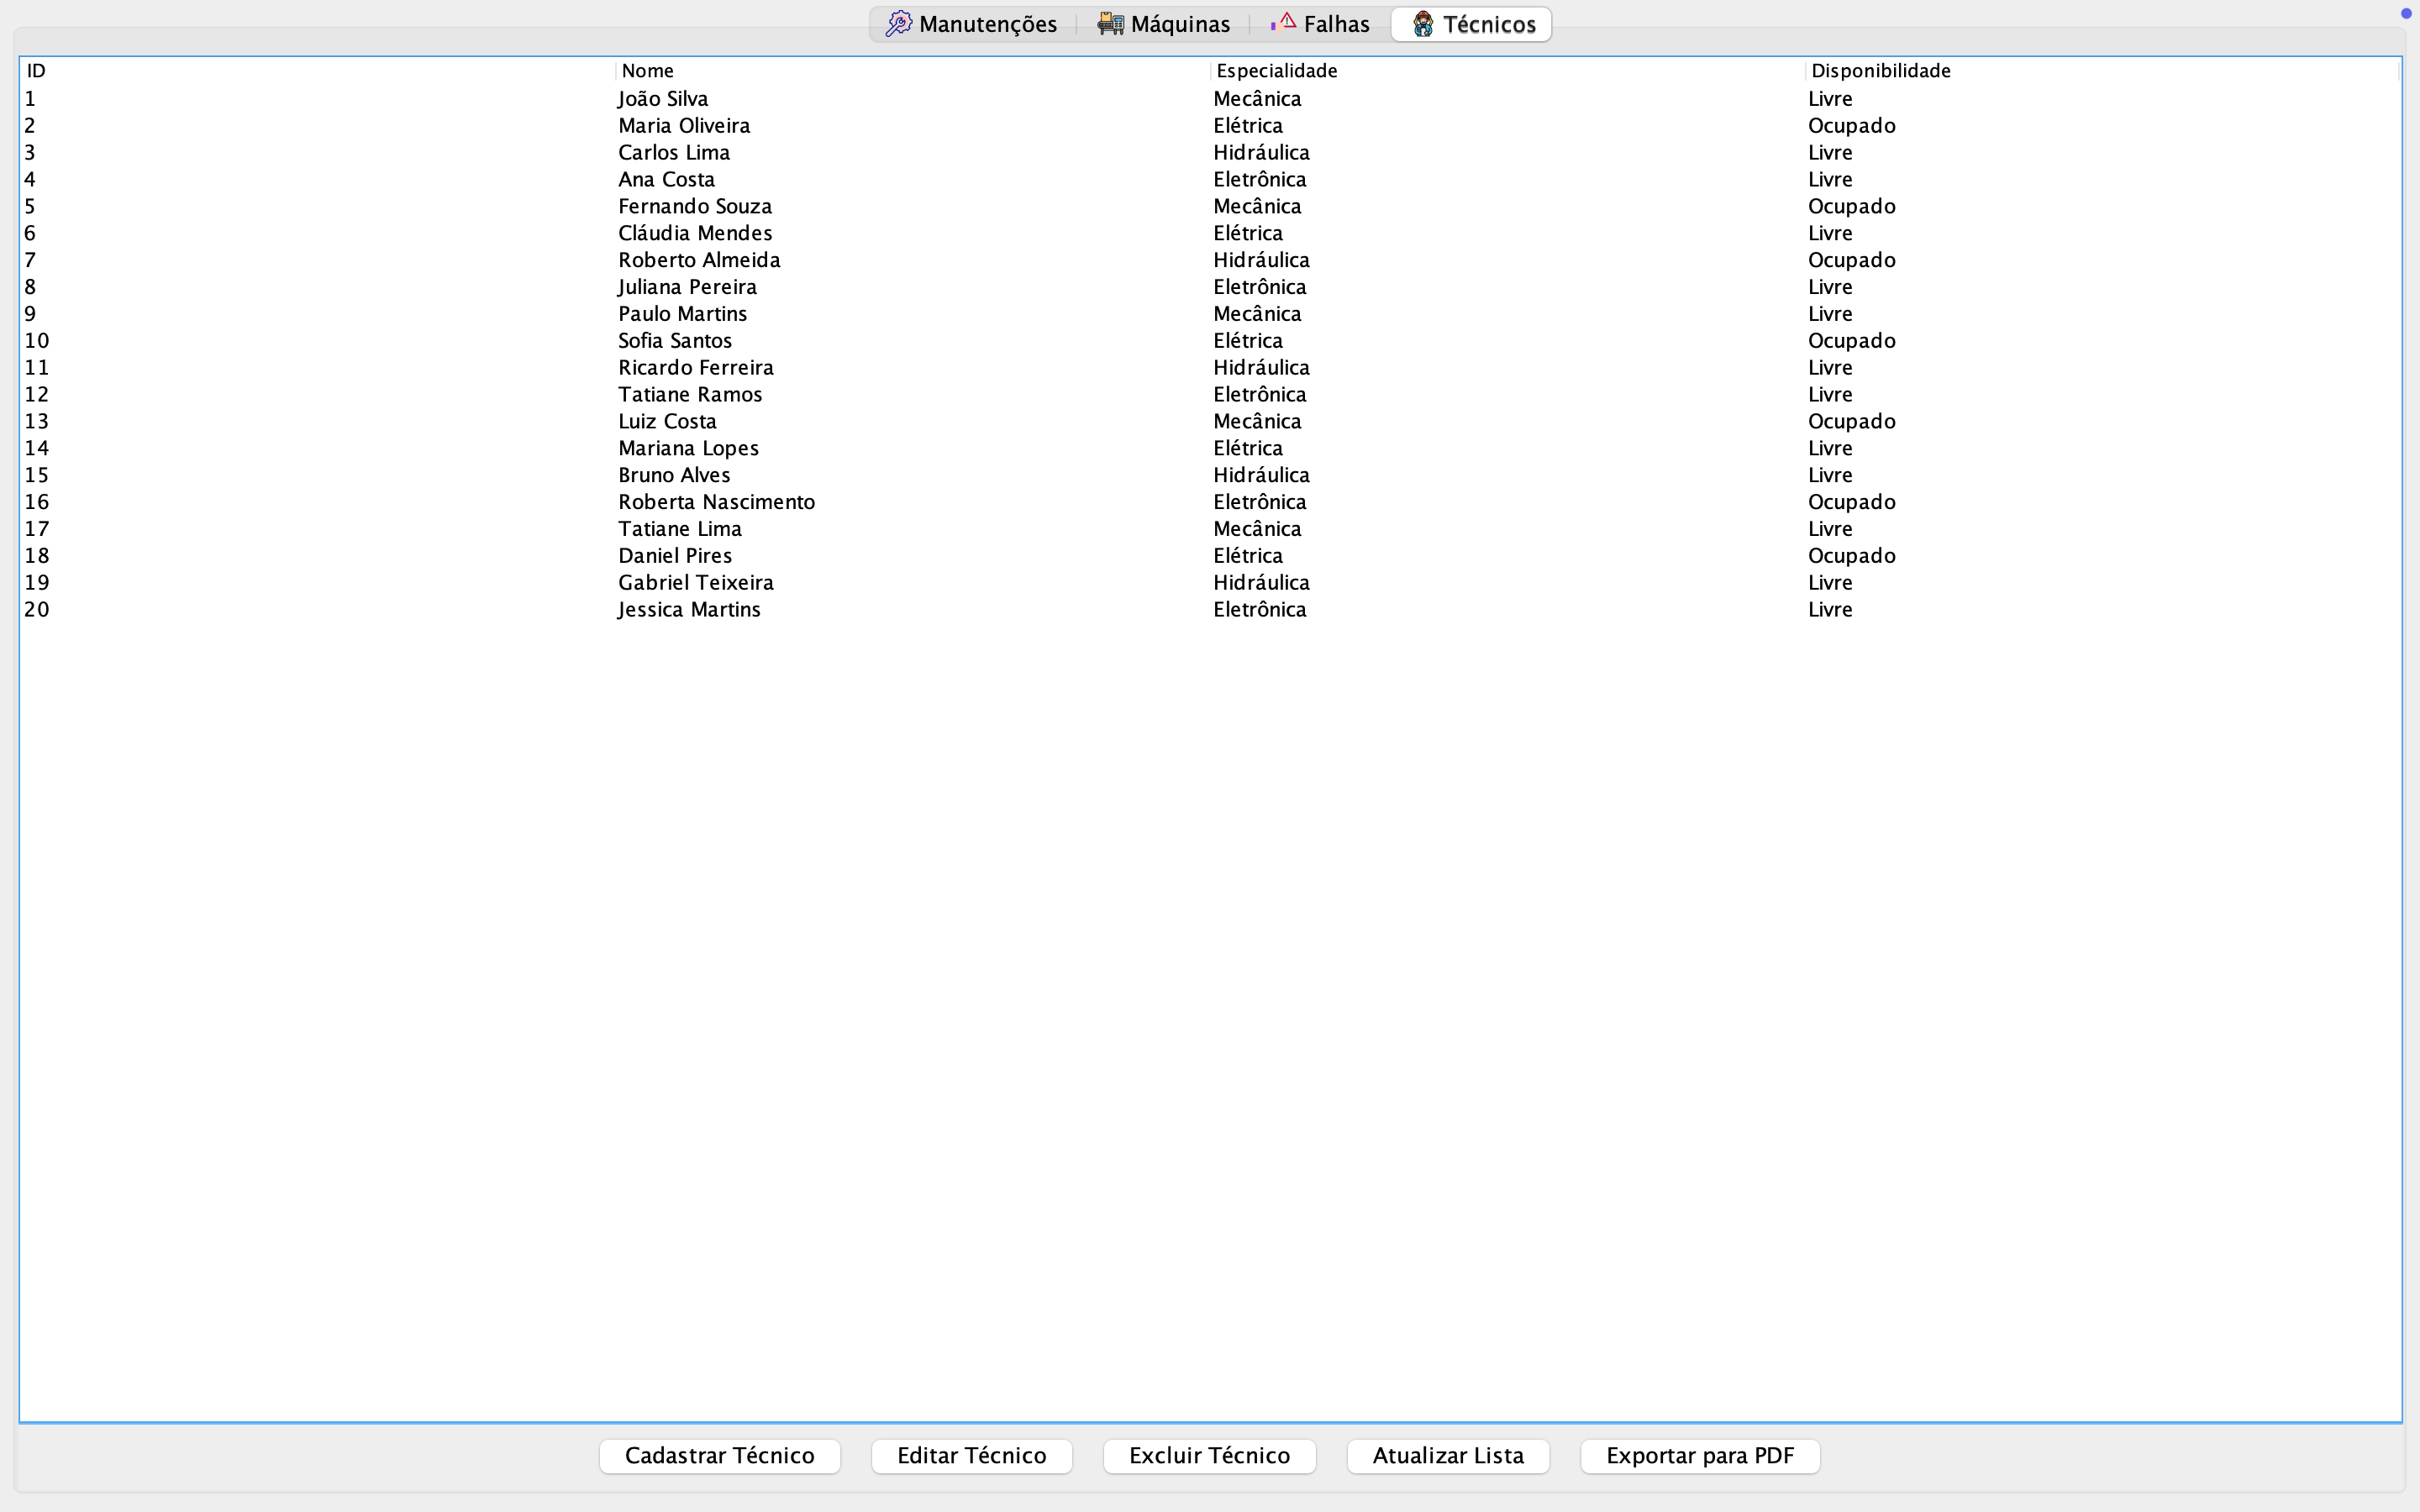 Manutenções Máquinas Falhas Técnicos
ID Nome Especialidade Disponibilidade
1 João Silva Mecânica Livre
2 Maria Oliveira Elétrica Ocupado
3 Carlos Lima Hidráulica Livre
4 Ana Costa Eletrônica Livre
5 Fernando Souza Mecânica Ocupado
6 Cláudia Mendes Elétrica Livre
7 Roberto Almeida Hidráulica Ocupado
8 Juliana Pereira Eletrônica Livre
9 Paulo Martins Mecânica Livre
10 Sofia Santos Elétrica Ocupado
11 Ricardo Ferreira Hidráulica Livre
12 Tatiane Ramos Eletrônica Livre
13 Luiz Costa Mecânica Ocupado
14 Mariana Lopes Elétrica Livre
15 Bruno Alves Hidráulica Livre
16 Roberta Nascimento Eletrônica Ocupado
17 Tatiane Lima Mecânica Livre
18 Daniel Pires Elétrica Ocupado
19 Gabriel Teixeira Hidráulica Livre
20 Jessica Martins Eletrônica Livre
Cadastrar Técnico Editar Técnico Excluir Técnico Atualizar Lista Exportar para PDF